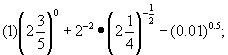 (1)(2 3/5)^0 + 2^{-2} • (2 1/4)^{-1/2} − (0.01)^{0.5};